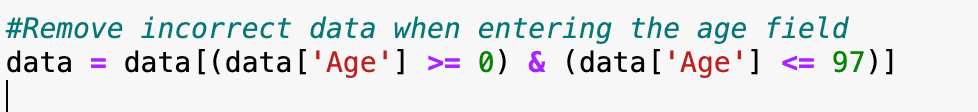 #Remove incorrect data when entering the age field
data = data[(data['Age'] >= 0) & (data['Age'] <= 97)]